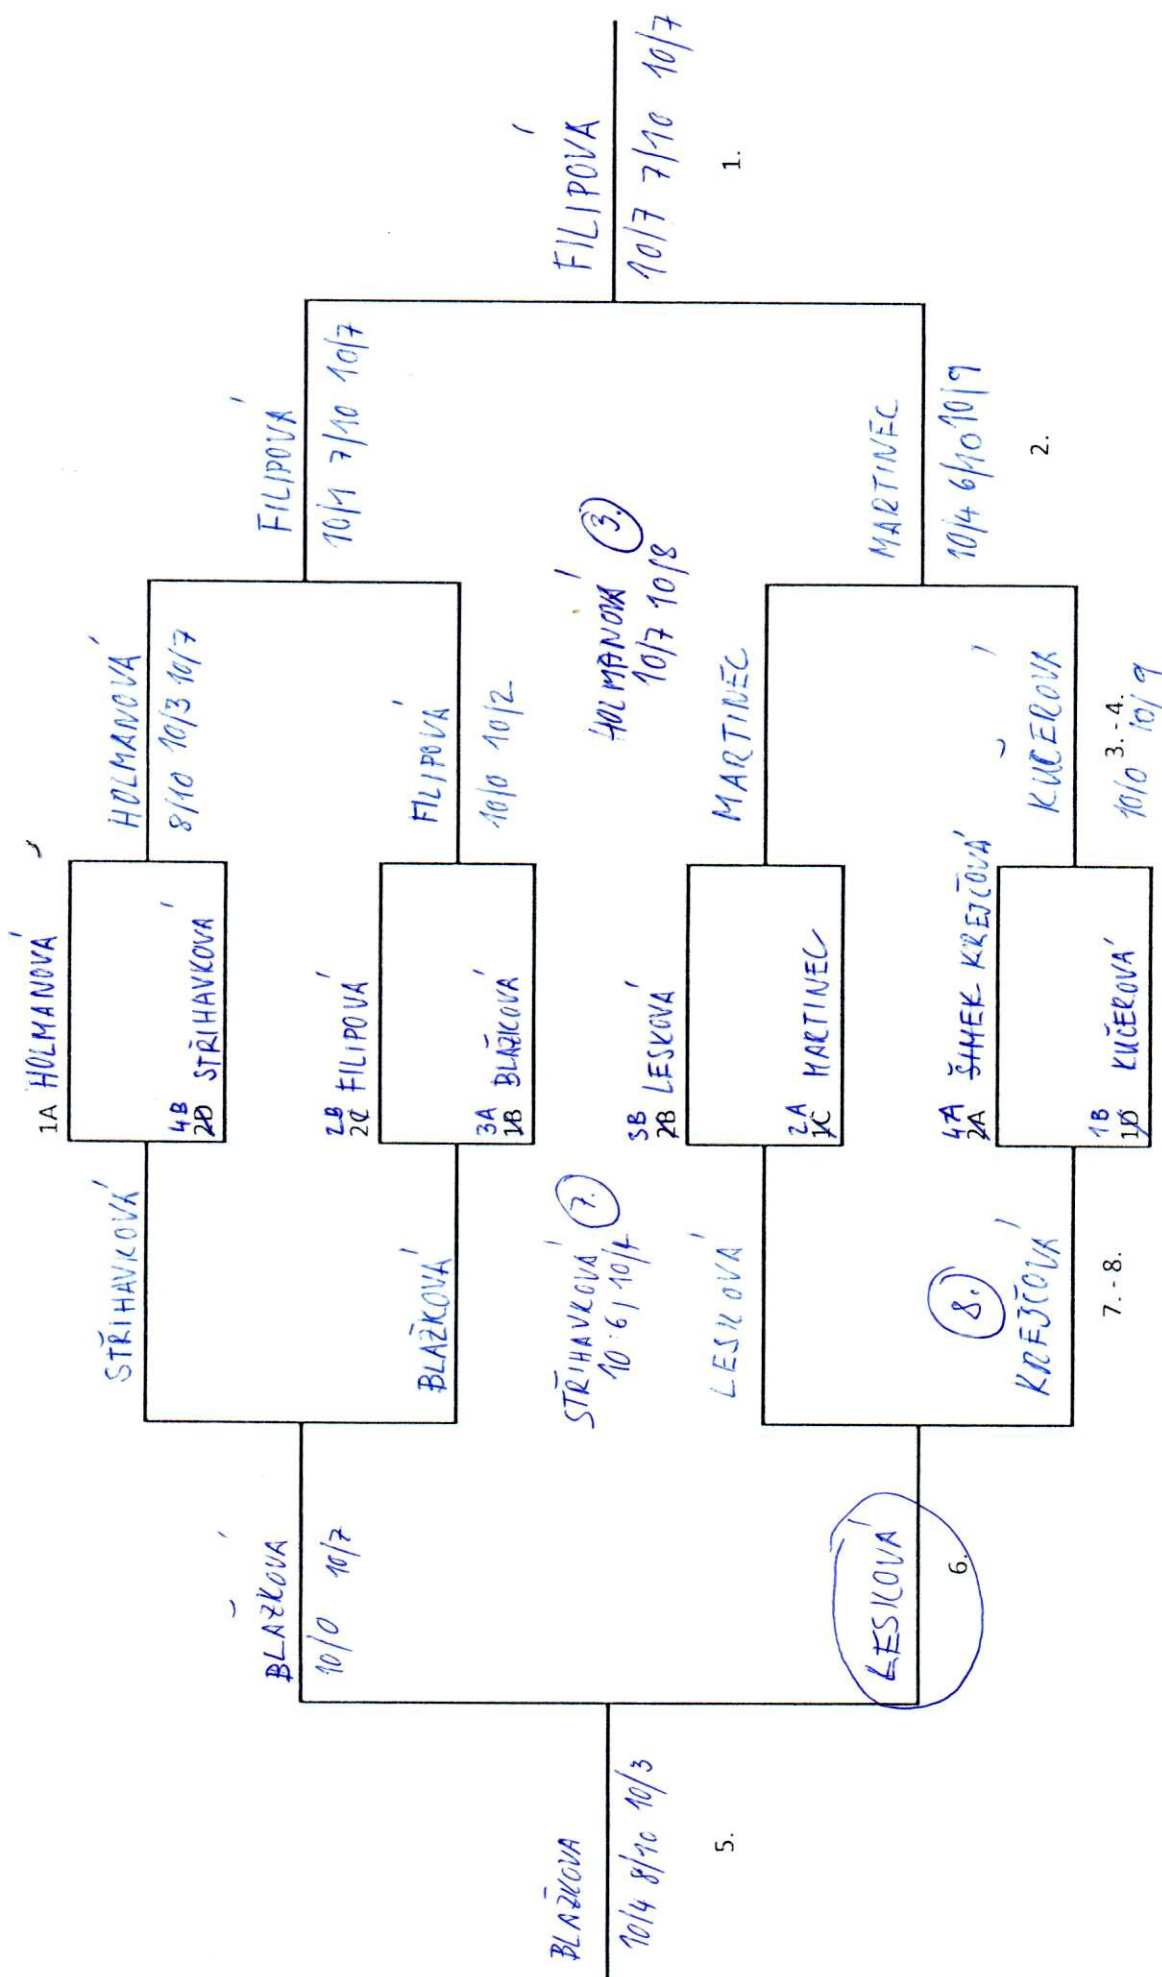 1A HOLMANOVÁ
4B
2D STŘIHAVKOVÁ
2B
2C FILIPOVÁ
3A
1B BLAŽKOVÁ
3B
2B LESKOVÁ
2A
1C MARTINEC
4A
2A ŠIMEK KREJČOVÁ
1B
1D KUČEROVÁ
HOLMANOVÁ
8/10 10/3 10/7
FILIPOVÁ
10/0 10/2
MARTINEC
KUČEROVÁ
10/0 10/9
3. - 4.
FILIPOVÁ
10/1 7/10 10/7
HOLMANOVÁ 3.
10/7 10/8
MARTINEC
10/4 6/10 10/9
2.
FILIPOVÁ
10/7 7/10 10/7
1.
STŘIHAVKOVÁ
BLAŽKOVÁ
STŘIHAVKOVÁ 7.
10:6/ 10/4
LESKOVÁ
8.
KREJČOVÁ
7. - 8.
BLAŽKOVÁ
10/0 10/7
LESKOVÁ
6.
BLAŽKOVA
10/4 8/10 10/3
5.